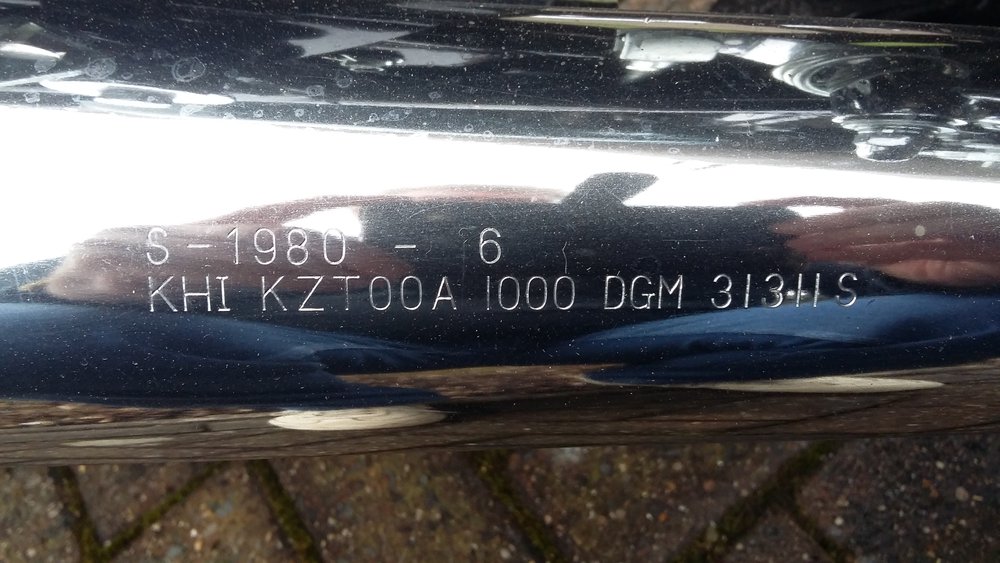 S-1980 - 6
KHI KZT00A 1000 DGM 31311S